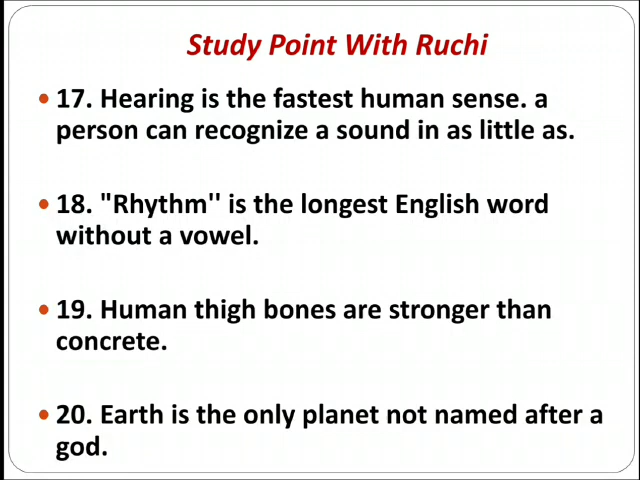 Study Point With Ruchi
• 17. Hearing is the fastest human sense. a
person can recognize a sound in as little as.
• 18. "Rhythm'' is the longest English word
without a vowel.
• 19. Human thigh bones are stronger than
concrete.
• 20. Earth is the only planet not named after a
god.